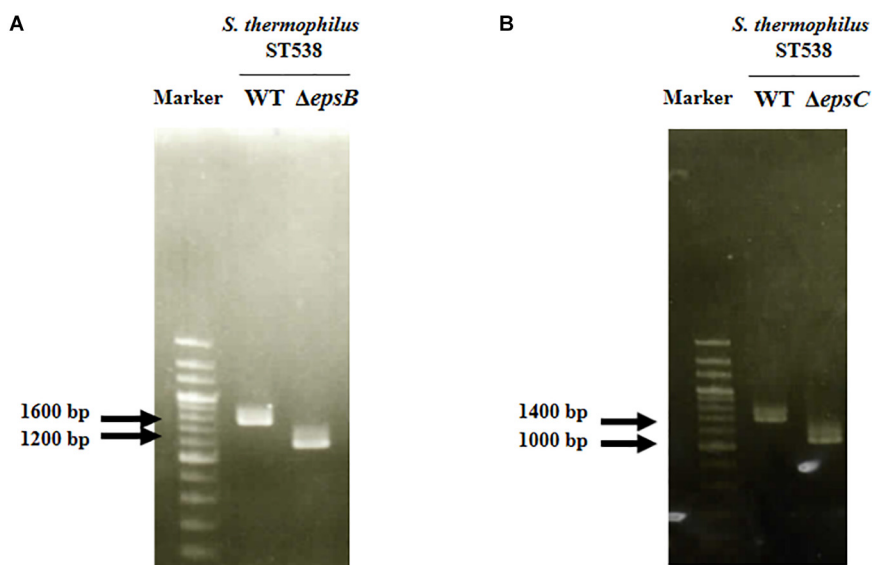 A
S. thermophilus
ST538
Marker WT ΔepsB
1600 bp
1200 bp
B
S. thermophilus
ST538
Marker WT ΔepsC
1400 bp
1000 bp